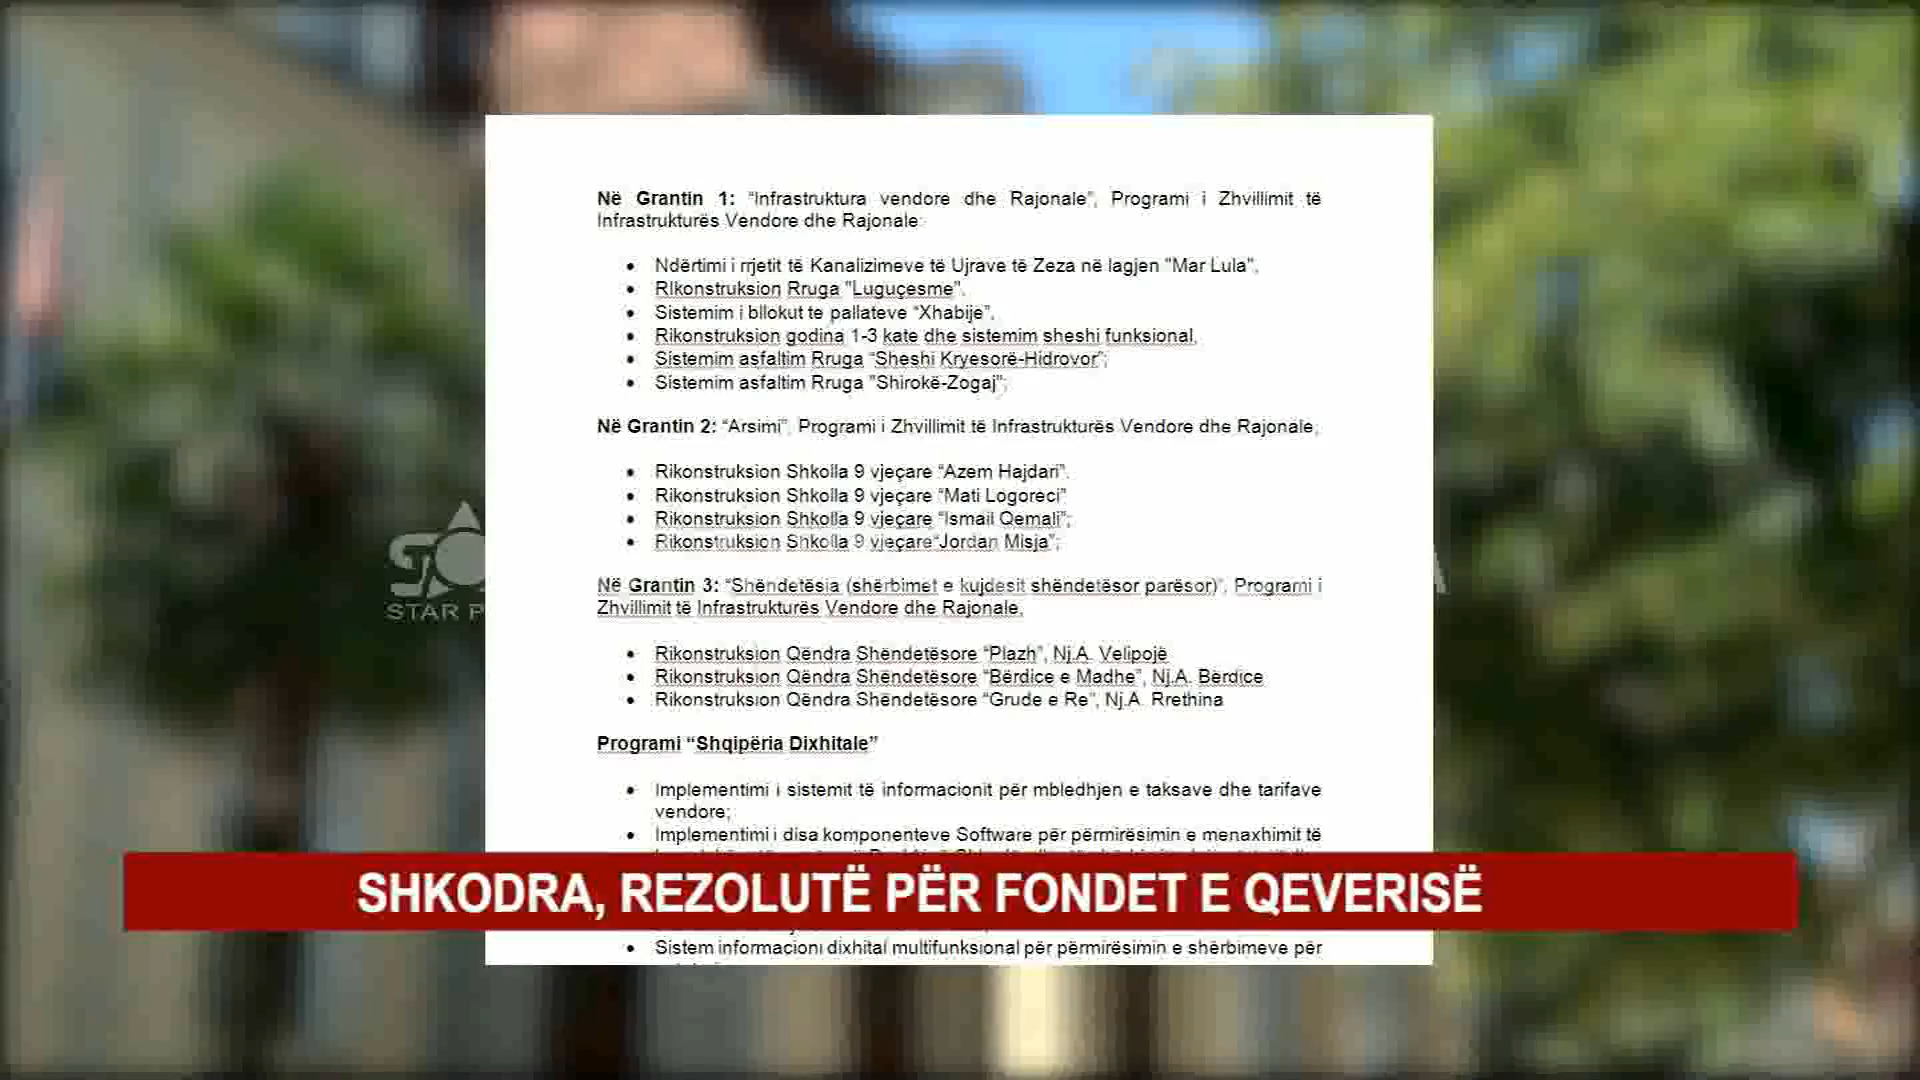 Në Grantin 1: “Infrastruktura vendore dhe Rajonale”, Programi i Zhvillimit të
Infrastrukturës Vendore dhe Rajonale:
• Ndërtimi i rrjetit të Kanalizimeve të Ujrave të Zeza në lagjen "Mar Lula",
• RIkonstruksion Rruga "Luguçesme",
• Sistemim i bllokut te pallateve “Xhabije”,
• Rikonstruksion godina 1-3 kate dhe sistemim sheshi funksional,
• Sistemim asfaltim Rruga “Sheshi Kryesorë-Hidrovor”;
• Sistemim asfaltim Rruga "Shirokë-Zogaj";
Në Grantin 2: “Arsimi”, Programi i Zhvillimit të Infrastrukturës Vendore dhe Rajonale,
• Rikonstruksion Shkolla 9 vjeçare “Azem Hajdari”.
• Rikonstruksion Shkolla 9 vjeçare “Mati Logoreci”
• Rikonstruksion Shkolla 9 vjeçare “Ismail Qemali”;
• Rikonstruksion Shkolla 9 vjeçare“Jordan Misja”;
STAR
Në Grantin 3: “Shëndetësia (shërbimet e kujdesit shëndetësor parësor)”, Programi i
Zhvillimit të Infrastrukturës Vendore dhe Rajonale,
• Rikonstruksion Qëndra Shëndetësore “Plazh”, Nj.A. Velipojë
• Rikonstruksion Qëndra Shëndetësore “Bërdice e Madhe”, Nj.A. Bërdice
• Rikonstruksion Qëndra Shëndetësore “Grude e Re”, Nj.A. Rrethina
Programi “Shqipëria Dixhitale”
• Implementimi i sistemit të informacionit për mbledhjen e taksave dhe tarifave
vendore;
• Implementimi i disa komponenteve Software për përmirësimin e menaxhimit të
SHKODRA, REZOLUTË PËR FONDET E QEVERISË
• Sistem informacioni dixhital multifunksional për përmirësimin e shërbimeve për